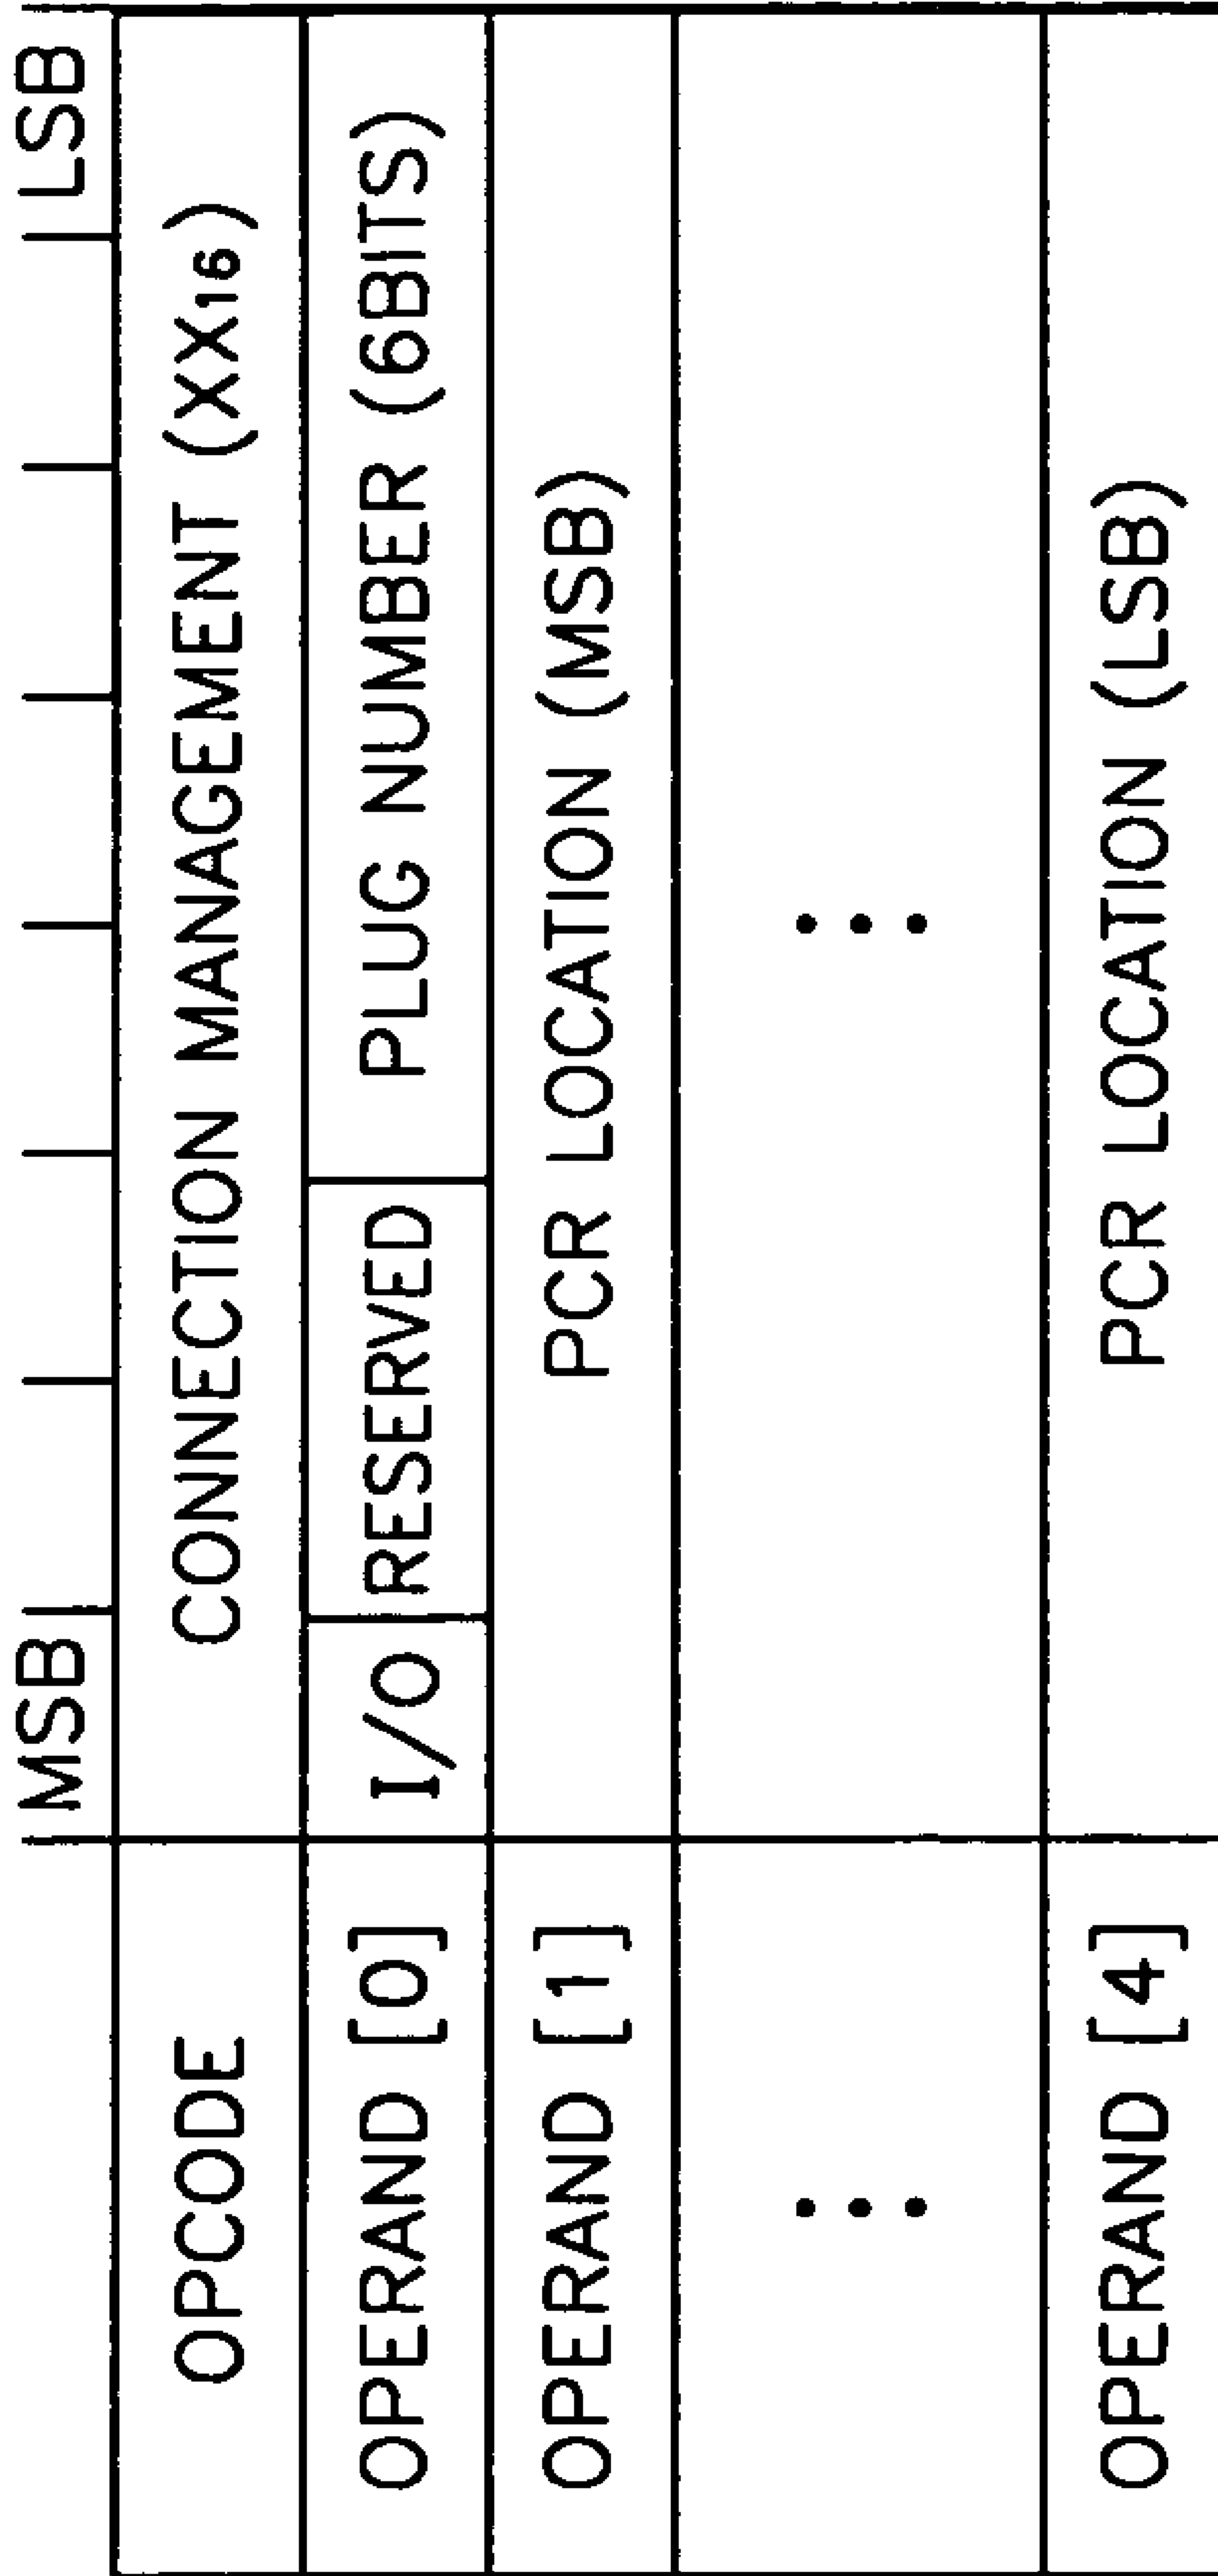 MSB LSB
OPCODE CONNECTION MANAGEMENT (XX₁₆)
OPERAND [0] I/O RESERVED PLUG NUMBER (6BITS)
OPERAND [1] PCR LOCATION (MSB)
OPERAND [4] PCR LOCATION (LSB)